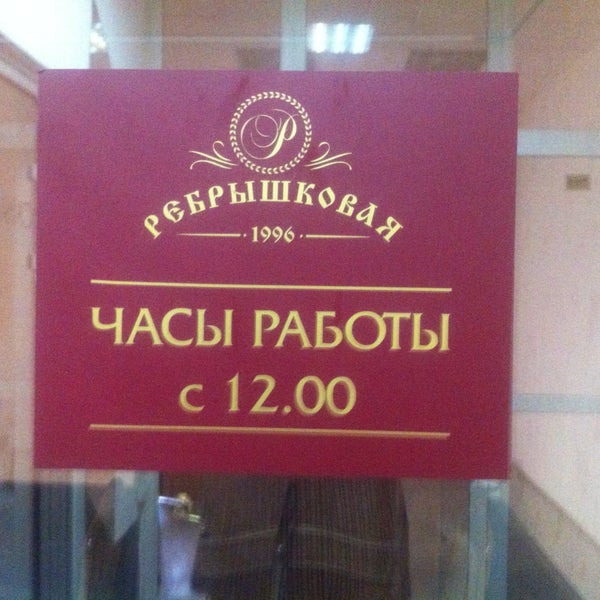 Р
РЕБРЫШКОВАЯ
· 1996 ·
ЧАСЫ РАБОТЫ
с 12.00